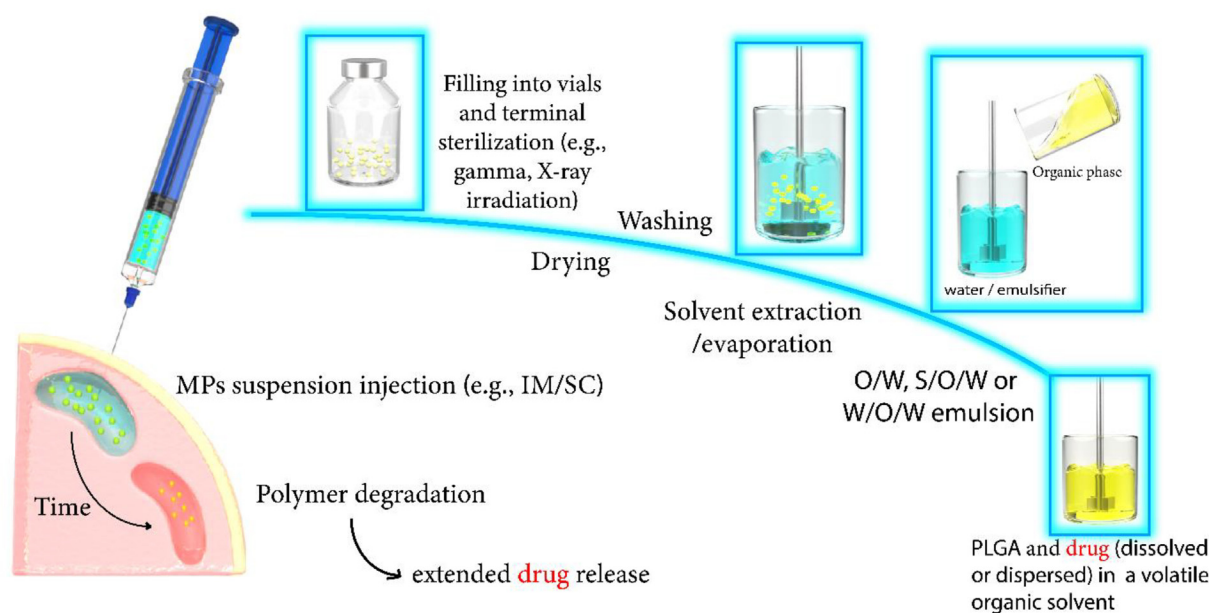 Filling into vials
and terminal
sterilization (e.g.,
gamma, X-ray
irradiation)
Washing
Drying
Organic phase
water / emulsifier
Solvent extraction
/evaporation
O/W, S/O/W or
W/O/W emulsion
PLGA and drug (dissolved
or dispersed) in a volatile
organic solvent
MPs suspension injection (e.g., IM/SC)
Time
Polymer degradation
extended drug release